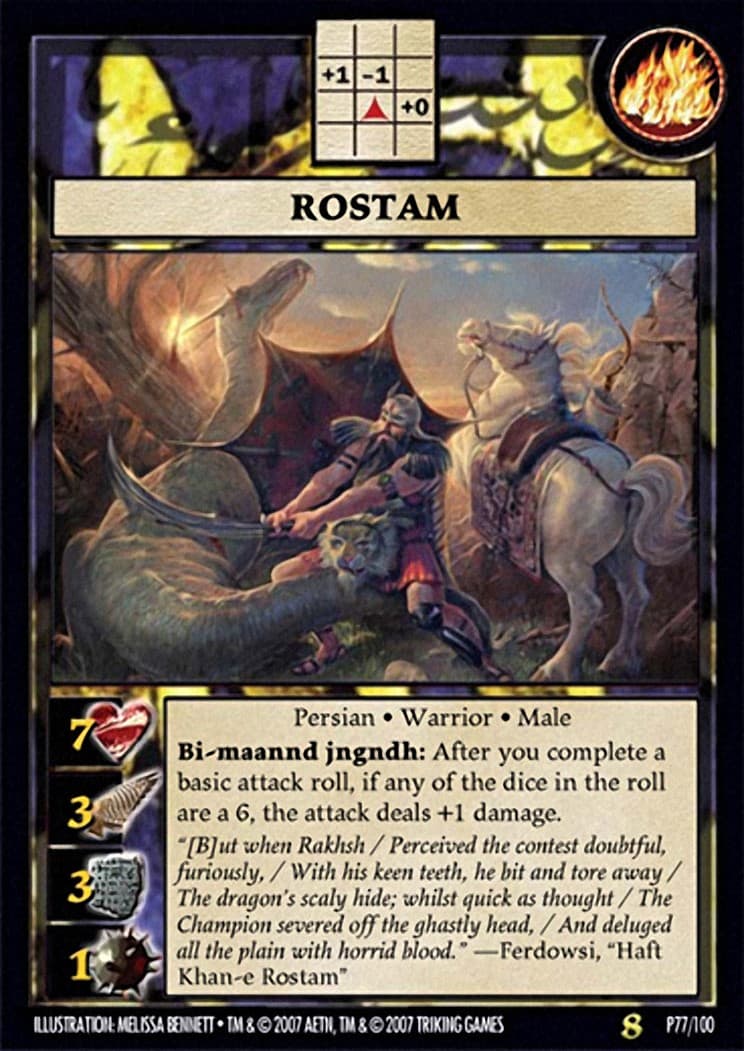 +1 -1
+0
ROSTAM
7
3
3
1
Persian • Warrior • Male
Bi-maannd jngndh: After you complete a
basic attack roll, if any of the dice in the roll
are a 6, the attack deals +1 damage.
"[B]ut when Rakhsh / Perceived the contest doubtful,
furiously, / With his keen teeth, he bit and tore away /
The dragon's scaly hide; whilst quick as thought / The
Champion severed off the ghastly head, / And deluged
all the plain with horrid blood." —Ferdowsi, "Haft
Khan-e Rostam"
ILLUSTRATION: MELISSA BENNETT • TM & © 2007 AETN, TM & © 2007 TRIKING GAMES 8 P77/100